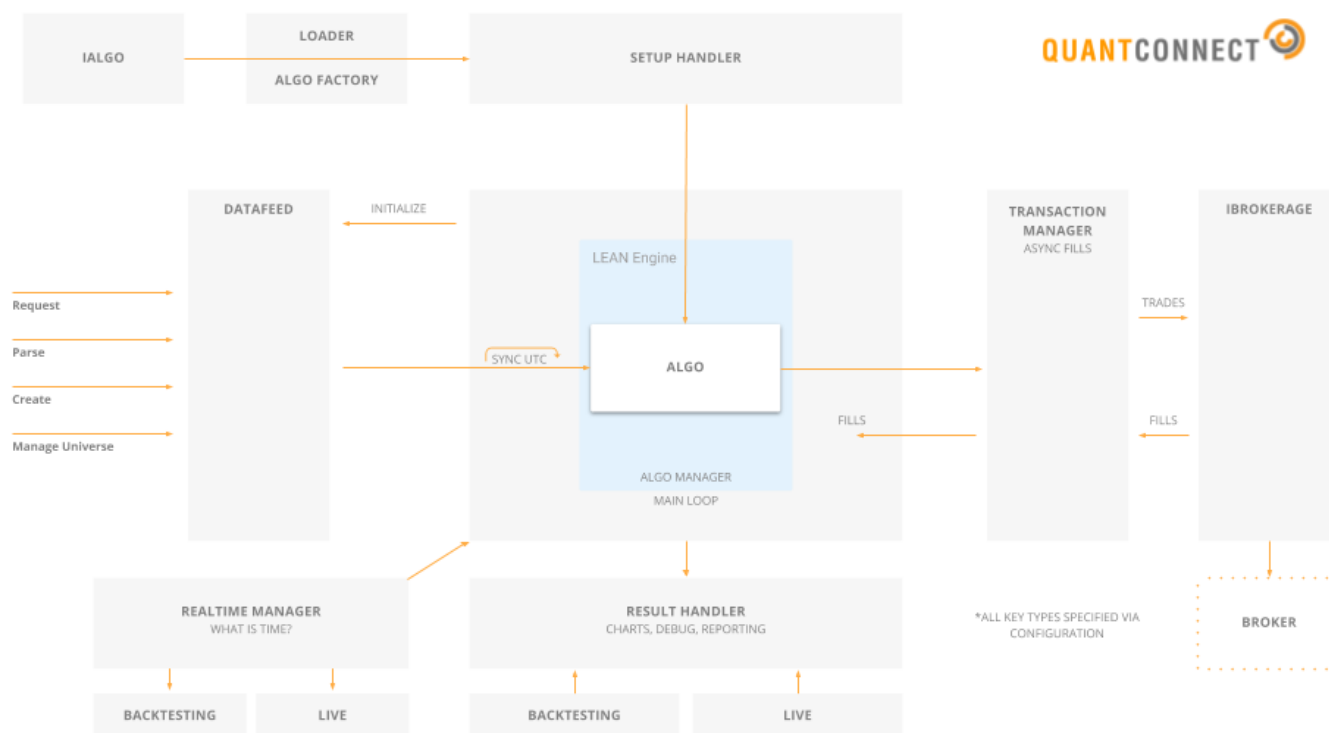 IALGO
LOADER
ALGO FACTORY
SETUP HANDLER
QUANTCONNECT
DATAFEED
INITIALIZE
LEAN Engine
TRANSACTION
MANAGER
ASYNC FILLS
IBROKERAGE
Request
Parse
Create
Manage Universe
SYNC UTC
ALGO
TRADES
FILLS
FILLS
ALGO MANAGER
MAIN LOOP
REALTIME MANAGER
WHAT IS TIME?
RESULT HANDLER
CHARTS, DEBUG, REPORTING
*ALL KEY TYPES SPECIFIED VIA
CONFIGURATION
BROKER
BACKTESTING
LIVE
BACKTESTING
LIVE